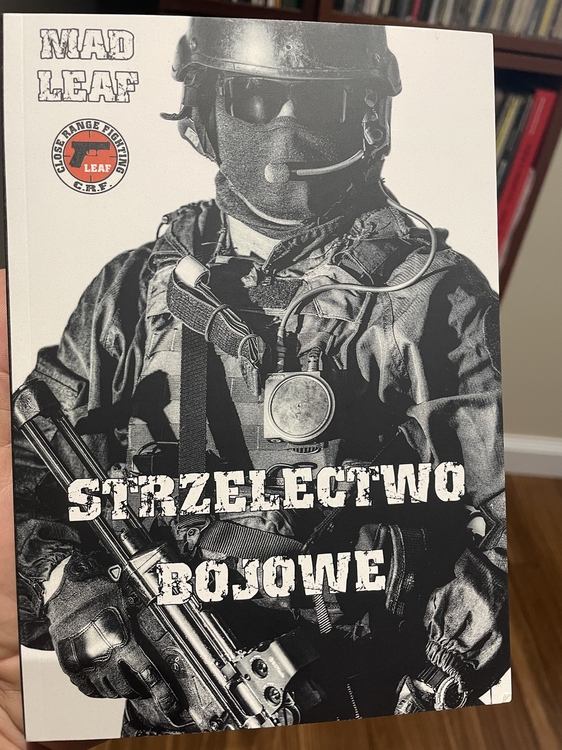 MAD
LEAF
CLOSE RANGE FIGHTING
LEAF
C.R.F.
STRZELECTWO
BOJOWE